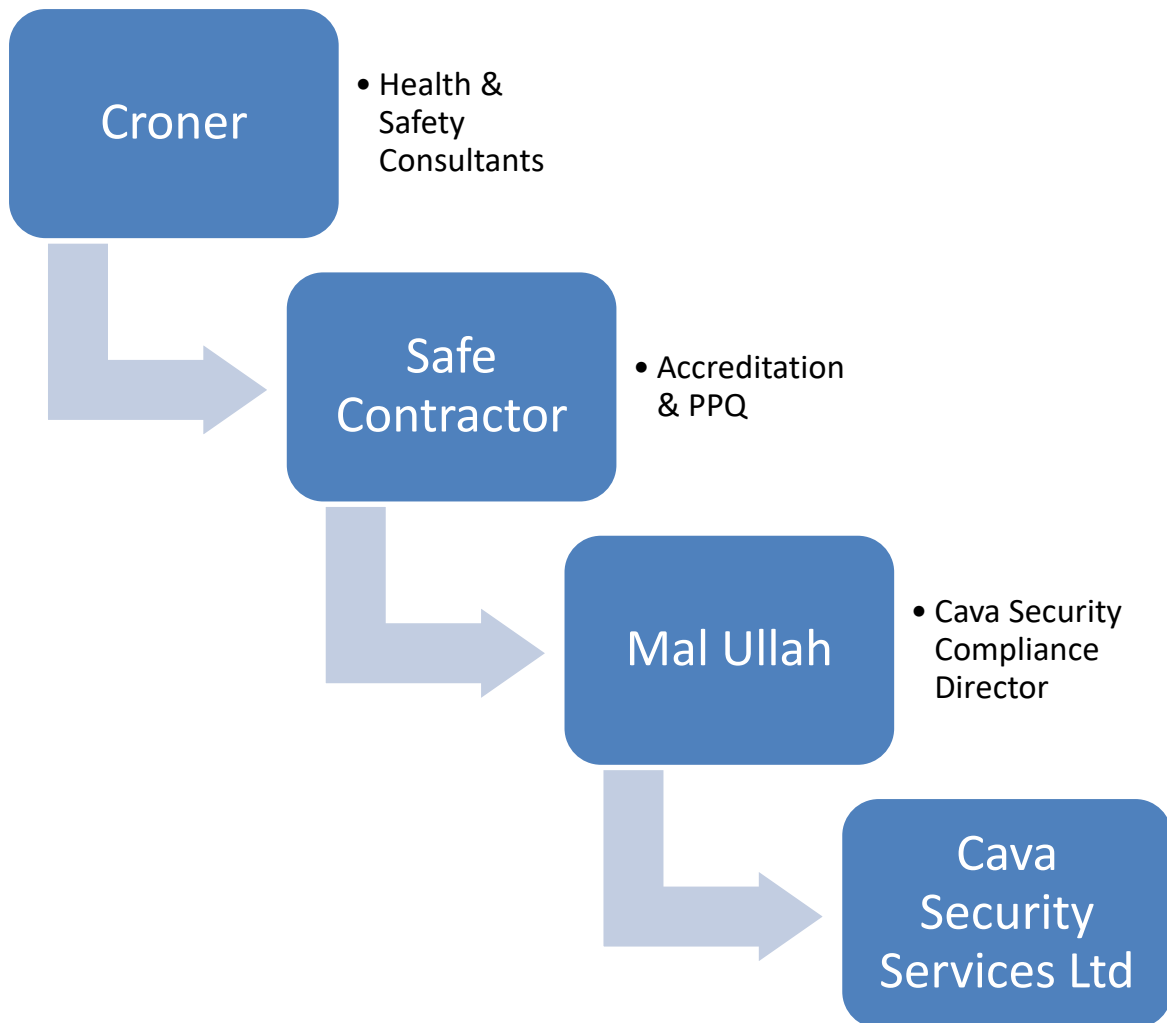 Croner
• Health &
Safety
Consultants
Safe
Contractor
• Accreditation
& PPQ
Mal Ullah
• Cava Security
Compliance
Director
Cava
Security
Services Ltd